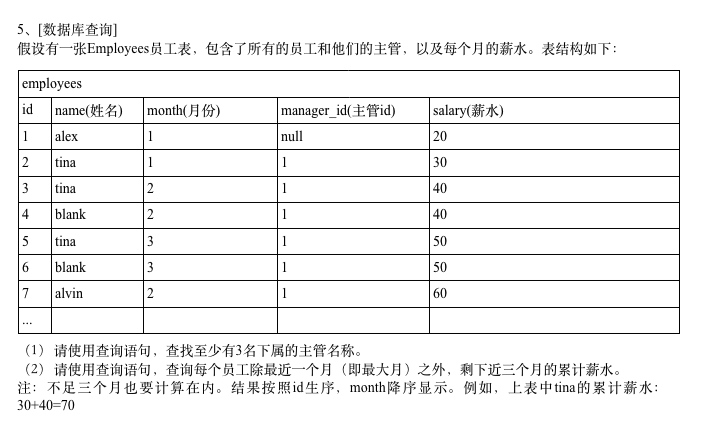 5、[数据库查询]
假设有一张Employees员工表，包含了所有的员工和他们的主管，以及每个月的薪水。表结构如下：
employees
id name(姓名) month(月份) manager_id(主管id) salary(薪水)
1 alex 1 null 20
2 tina 1 1 30
3 tina 2 1 40
4 blank 2 1 40
5 tina 3 1 50
6 blank 3 1 50
7 alvin 2 1 60
...
（1） 请使用查询语句，查找至少有3名下属的主管名称。
（2） 请使用查询语句，查询每个员工除最近一个月（即最大月）之外，剩下近三个月的累计薪水。
注：不足三个月也要计算在内。结果按照id生序，month降序显示。例如，上表中tina的累计薪水：
30+40=70